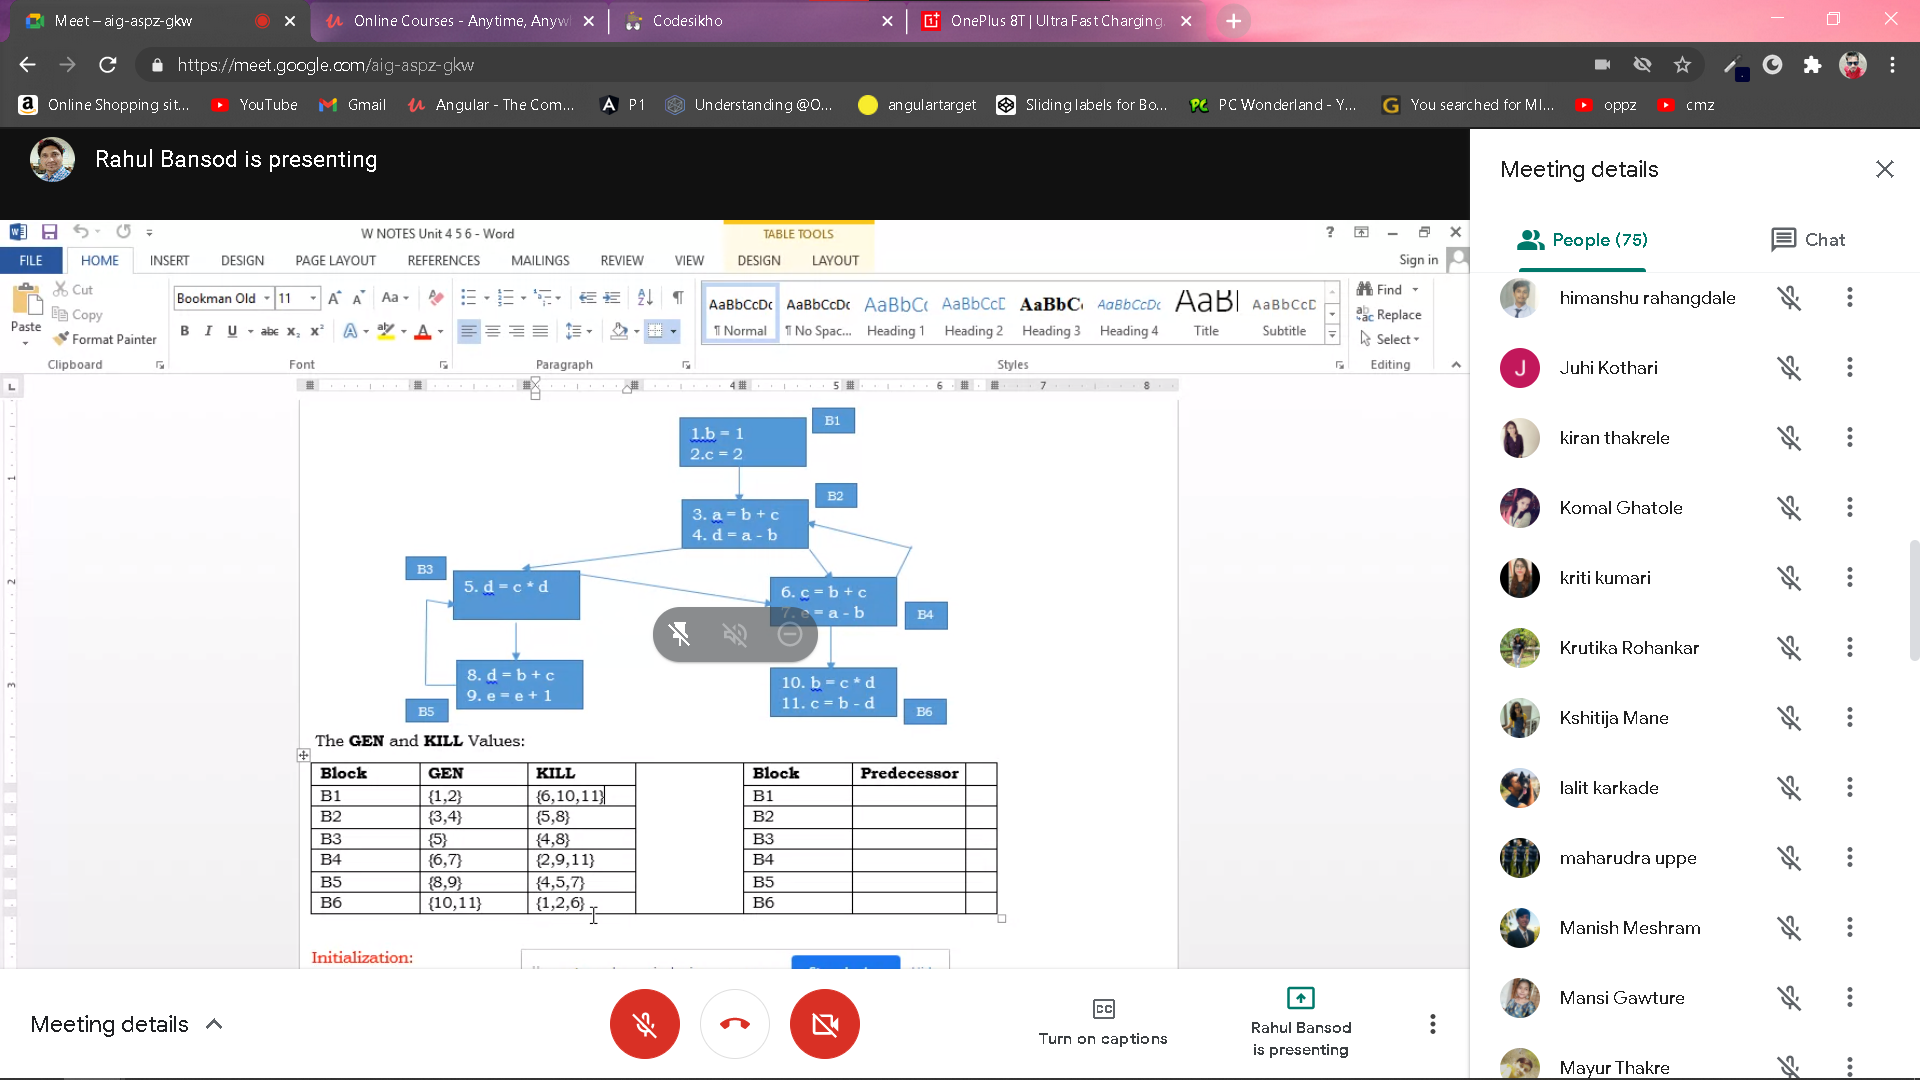 Meet – aig-aspz-gkw
Online Courses - Anytime, Anyw
Codesikho
OnePlus 8T | Ultra Fast Charging.
https://meet.google.com/aig-aspz-gkw
Online Shopping sit...
YouTube
Gmail
Angular - The Com...
P1
Understanding @O...
angulartarget
Sliding labels for Bo...
PC Wonderland - Y...
You searched for MI...
oppz
cmz
Rahul Bansod is presenting
W NOTES Unit 4 5 6 - Word
TABLE TOOLS
FILE
HOME
INSERT
DESIGN
PAGE LAYOUT
REFERENCES
MAILINGS
REVIEW
VIEW
DESIGN
LAYOUT
Sign in
Paste
Cut
Copy
Format Painter
Clipboard
Bookman Old
11
Font
Paragraph
AaBbCcDc
¶ Normal
AaBbCcDc
¶ No Spac...
AaBbCc
Heading 1
AaBbCcD
Heading 2
AaBbCc
Heading 3
AaBbCcDc
Heading 4
AaBl
Title
AaBbCcD
Subtitle
Styles
Find
Replace
Select
Editing
4 5 6 7 8
1
2
3
1.b = 1
2.c = 2
B1
3. a = b + c
4. d = a - b
B2
B3
5. d = c * d
6. c = b + c
7. e = a - b
B4
8. d = b + c
9. e = e + 1
B5
10. b = c * d
11. c = b - d
B6
The GEN and KILL Values:
Block GEN KILL Block Predecessor
B1 {1,2} {6,10,11} B1
B2 {3,4} {5,8} B2
B3 {5} {4,8} B3
B4 {6,7} {2,9,11} B4
B5 {8,9} {4,5,7} B5
B6 {10,11} {1,2,6} B6
Initialization:
Meeting details
People (75)
Chat
himanshu rahangdale
J
Juhi Kothari
kiran thakrele
Komal Ghatole
kriti kumari
Krutika Rohankar
Kshitija Mane
lalit karkade
maharudra uppe
Manish Meshram
Mansi Gawture
Mayur Thakre
Meeting details
Turn on captions
Rahul Bansod
is presenting